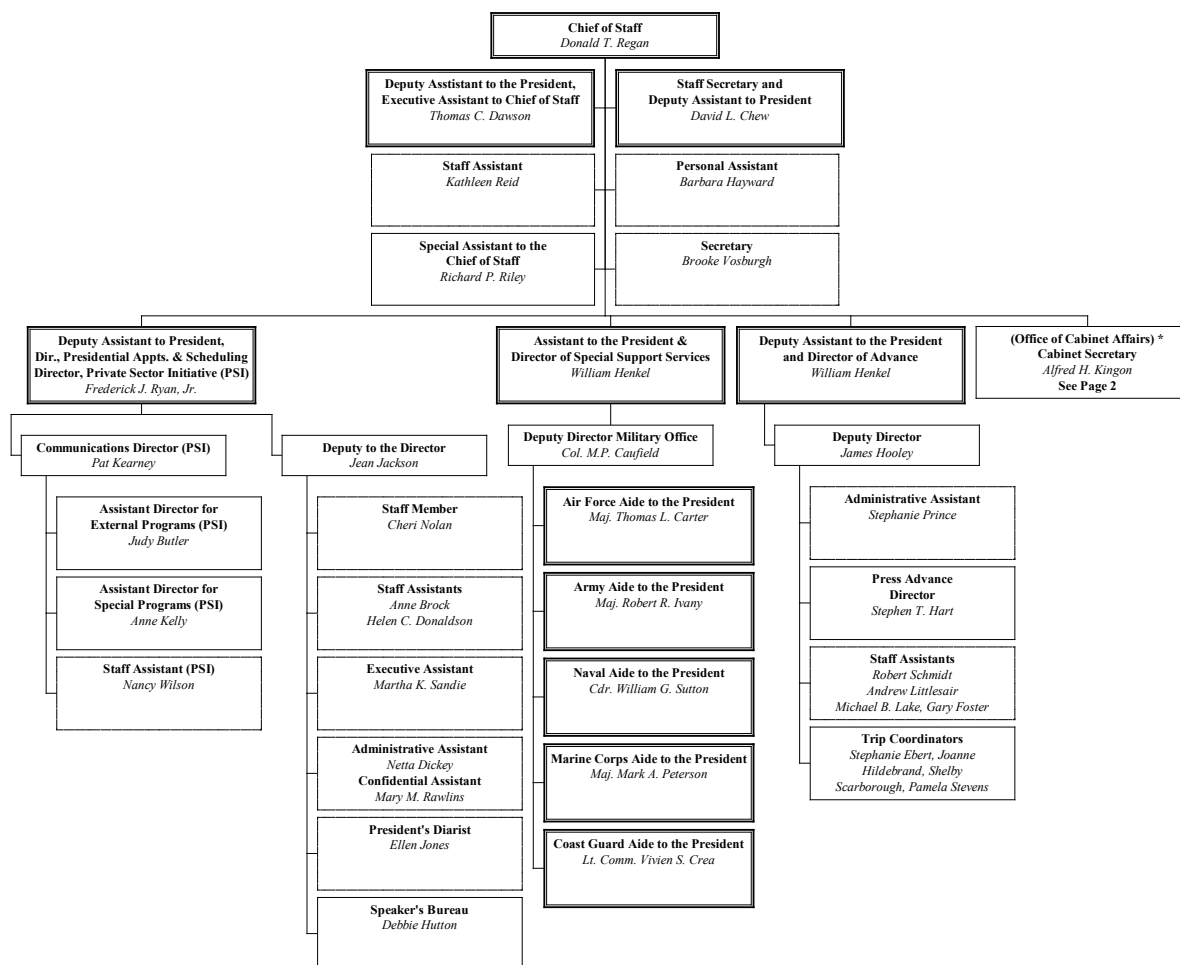 Chief of Staff
Donald T. Regan
Deputy Asstistant to the President,
Executive Assistant to Chief of Staff
Thomas C. Dawson
Staff Secretary and
Deputy Assistant to President
David L. Chew
Staff Assistant
Kathleen Reid
Personal Assistant
Barbara Hayward
Special Assistant to the
Chief of Staff
Richard P. Riley
Secretary
Brooke Vosburgh
Deputy Assistant to President,
Dir., Presidential Appts. & Scheduling
Director, Private Sector Initiative (PSI)
Frederick J. Ryan, Jr.
Assistant to the President &
Director of Special Support Services
William Henkel
Deputy Assistant to the President
and Director of Advance
William Henkel
(Office of Cabinet Affairs) *
Cabinet Secretary
Alfred H. Kingon
See Page 2
Communications Director (PSI)
Pat Kearney
Assistant Director for
External Programs (PSI)
Judy Butler
Assistant Director for
Special Programs (PSI)
Anne Kelly
Staff Assistant (PSI)
Nancy Wilson
Deputy to the Director
Jean Jackson
Staff Member
Cheri Nolan
Staff Assistants
Anne Brock
Helen C. Donaldson
Executive Assistant
Martha K. Sandie
Administrative Assistant
Netta Dickey
Confidential Assistant
Mary M. Rawlins
President's Diarist
Ellen Jones
Speaker's Bureau
Debbie Hutton
Deputy Director Military Office
Col. M.P. Caufield
Air Force Aide to the President
Maj. Thomas L. Carter
Army Aide to the President
Maj. Robert R. Ivany
Naval Aide to the President
Cdr. William G. Sutton
Marine Corps Aide to the President
Maj. Mark A. Peterson
Coast Guard Aide to the President
Lt. Comm. Vivien S. Crea
Deputy Director
James Hooley
Administrative Assistant
Stephanie Prince
Press Advance
Director
Stephen T. Hart
Staff Assistants
Robert Schmidt
Andrew Littlesair
Michael B. Lake, Gary Foster
Trip Coordinators
Stephanie Ebert, Joanne
Hildebrand, Shelby
Scarborough, Pamela Stevens